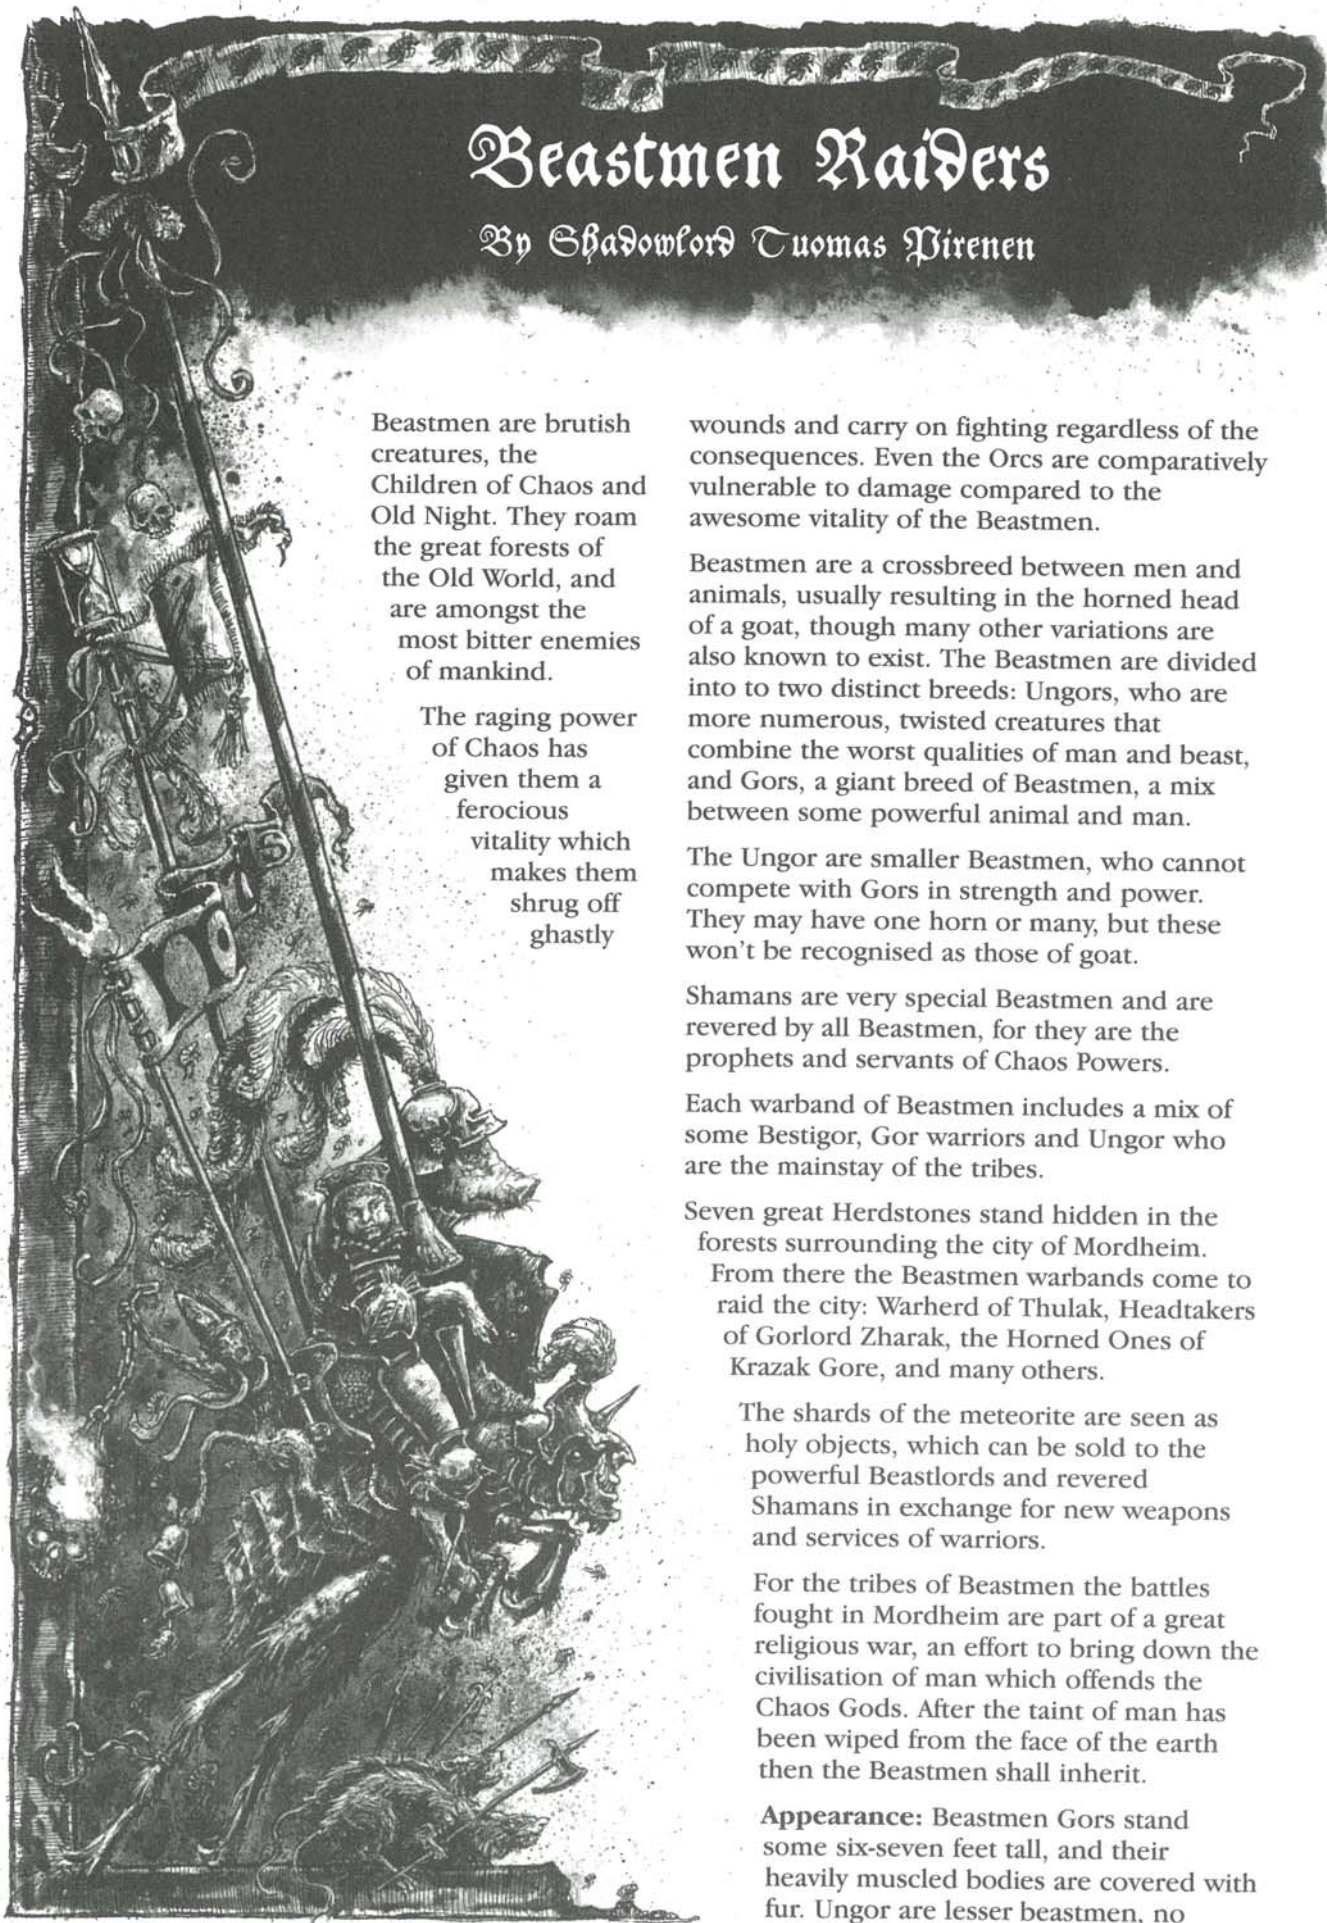 Beastmen Raiders
By Shadowlord Tuomas Pirenen
Beastmen are brutish
creatures, the
Children of Chaos and
Old Night. They roam
the great forests of
the Old World, and
are amongst the
most bitter enemies
of mankind.
The raging power
of Chaos has
given them a
ferocious
vitality which
makes them
shrug off
ghastly
wounds and carry on fighting regardless of the
consequences. Even the Orcs are comparatively
vulnerable to damage compared to the
awesome vitality of the Beastmen.
Beastmen are a crossbreed between men and
animals, usually resulting in the horned head
of a goat, though many other variations are
also known to exist. The Beastmen are divided
into to two distinct breeds: Ungors, who are
more numerous, twisted creatures that
combine the worst qualities of man and beast,
and Gors, a giant breed of Beastmen, a mix
between some powerful animal and man.
The Ungor are smaller Beastmen, who cannot
compete with Gors in strength and power.
They may have one horn or many, but these
won't be recognised as those of goat.
Shamans are very special Beastmen and are
revered by all Beastmen, for they are the
prophets and servants of Chaos Powers.
Each warband of Beastmen includes a mix of
some Bestigor, Gor warriors and Ungor who
are the mainstay of the tribes.
Seven great Herdstones stand hidden in the
forests surrounding the city of Mordheim.
From there the Beastmen warbands come to
raid the city: Warherd of Thulak, Headtakers
of Gorlord Zharak, the Horned Ones of
Krazak Gore, and many others.
The shards of the meteorite are seen as
holy objects, which can be sold to the
powerful Beastlords and revered
Shamans in exchange for new weapons
and services of warriors.
For the tribes of Beastmen the battles
fought in Mordheim are part of a great
religious war, an effort to bring down the
civilisation of man which offends the
Chaos Gods. After the taint of man has
been wiped from the face of the earth
then the Beastmen shall inherit.
Appearance: Beastmen Gors stand
some six-seven feet tall, and their
heavily muscled bodies are covered with
fur. Ungor are lesser beastmen, no